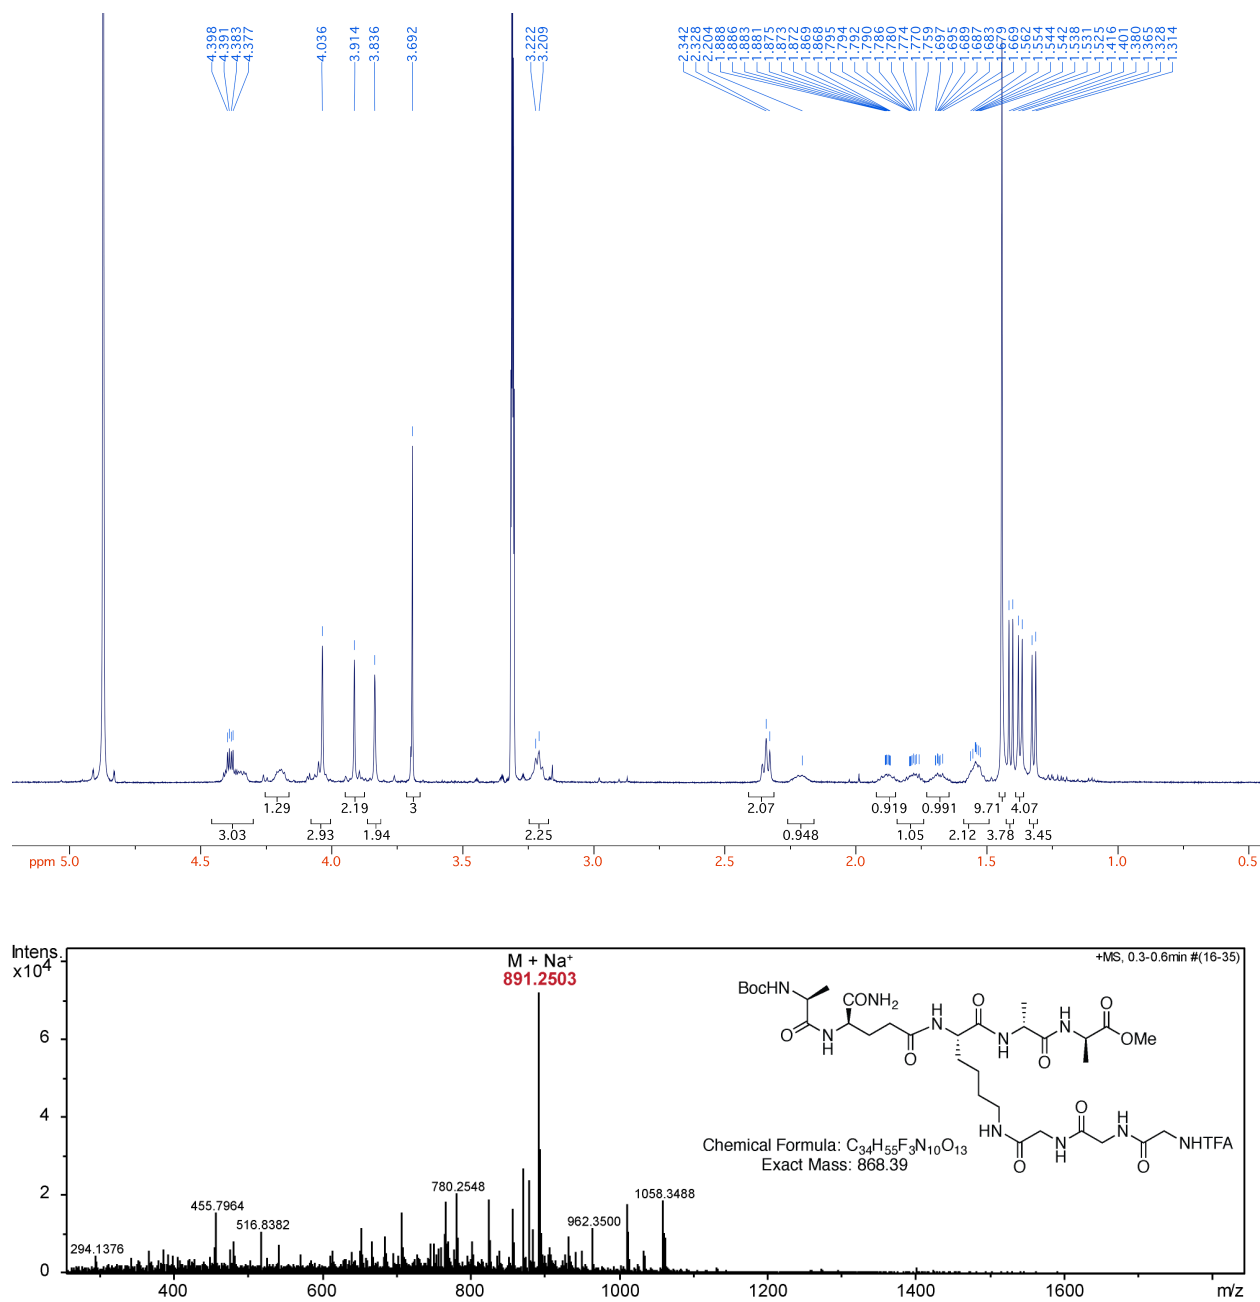 4.398
4.391
4.383
4.377
4.036
3.914
3.836
3.692
3.222
3.209
2.342
2.328
2.204
1.888
1.886
1.883
1.881
1.875
1.873
1.872
1.869
1.868
1.795
1.794
1.792
1.790
1.786
1.780
1.774
1.770
1.759
1.697
1.695
1.689
1.687
1.683
1.679
1.669
1.562
1.554
1.544
1.542
1.538
1.531
1.525
1.416
1.401
1.380
1.365
1.328
1.314
1.29 2.19 3 2.07 0.919 0.991 9.71 4.07
3.03 2.93 1.94 2.25 0.948 1.05 2.12 3.78 3.45
ppm 5.0 4.5 4.0 3.5 3.0 2.5 2.0 1.5 1.0 0.5
Intens.
x10⁴
M + Na⁺
891.2503
+MS, 0.3-0.6min #(16-35)
BocHN
CONH₂
H
N
O
O
H
N
O
O
N
H
O
N
H
O
OMe
6
4
2
0
HN
O
N
H
O
H
N
O
NHTFA
Chemical Formula: C₃₄H₅₅F₃N₁₀O₁₃
Exact Mass: 868.39
780.2548
1058.3488
455.7964
516.8382
962.3500
294.1376
400 600 800 1000 1200 1400 1600 m/z